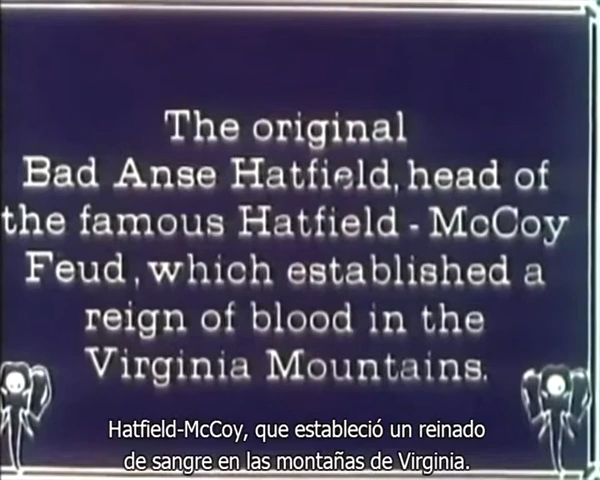 The original
Bad Anse Hatfield, head of
the famous Hatfield - McCoy
Feud, which established a
reign of blood in the
Virginia Mountains.
Hatfield-McCoy, que estableció un reinado
de sangre en las montañas de Virginia.